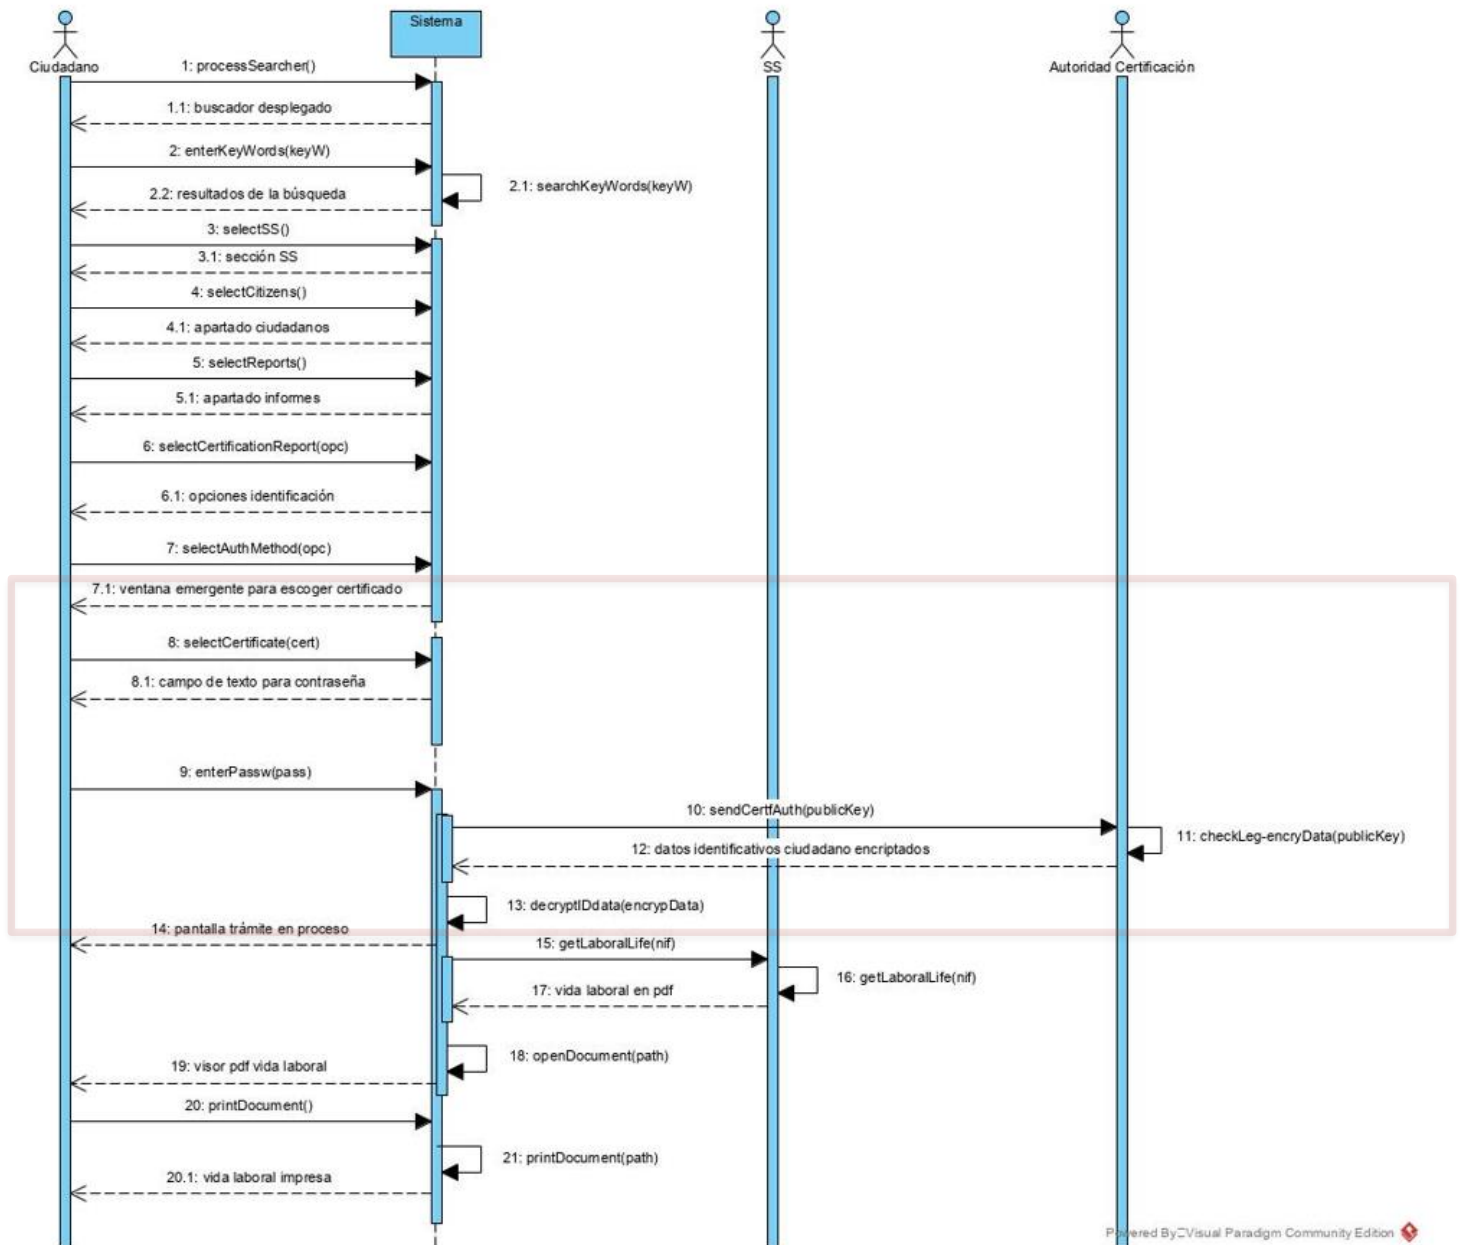 Ciudadano
Sistema
SS
Autoridad Certificación
1: processSearcher()
1.1: buscador desplegado
2: enterKeyWords(keyW)
2.1: searchKeyWords(keyW)
2.2: resultados de la búsqueda
3: selectSS()
3.1: sección SS
4: selectCitizens()
4.1: apartado ciudadanos
5: selectReports()
5.1: apartado informes
6: selectCertificationReport(opc)
6.1: opciones identificación
7: selectAuthMethod(opc)
7.1: ventana emergente para escoger certificado
8: selectCertificate(cert)
8.1: campo de texto para contraseña
9: enterPassw(pass)
10: sendCertfAuth(publicKey)
11: checkLeg-encryData(publicKey)
12: datos identificativos ciudadano encriptados
13: decryptIDdata(encrypData)
14: pantalla trámite en proceso
15: getLaboralLife(nif)
16: getLaboralLife(nif)
17: vida laboral en pdf
18: openDocument(path)
19: visor pdf vida laboral
20: printDocument()
21: printDocument(path)
20.1: vida laboral impresa
Powered By Visual Paradigm Community Edition